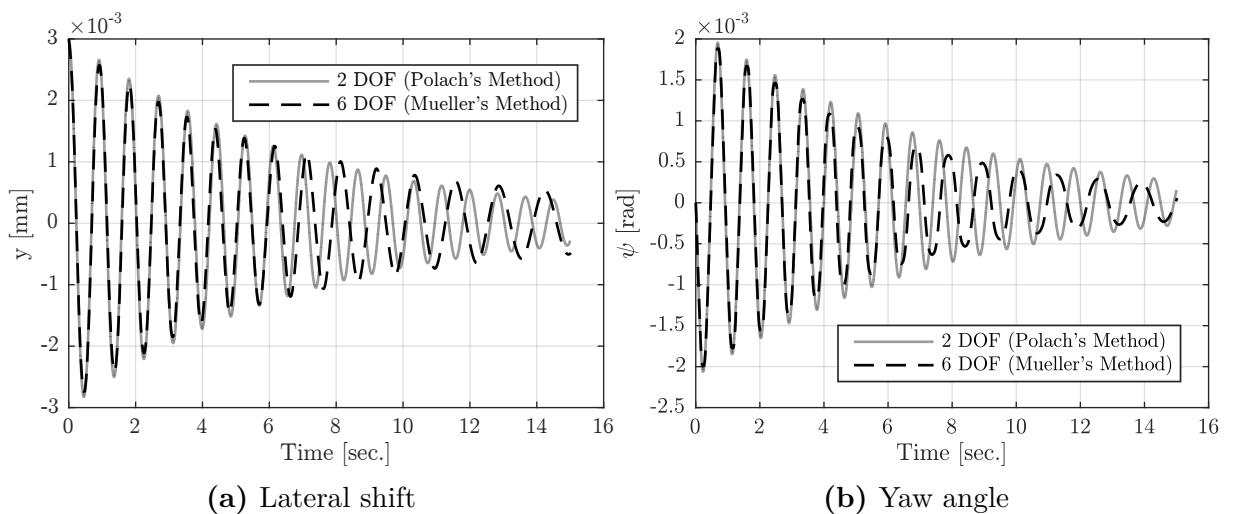 ×10-3
3
2
1
0
-1
-2
-3
y [mm]
0 2 4 6 8 10 12 14 16
Time [sec.]
2 DOF (Polach's Method)
6 DOF (Mueller's Method)
(a) Lateral shift
×10-3
2
1.5
1
0.5
0
-0.5
-1
-1.5
-2
-2.5
ψ [rad]
0 2 4 6 8 10 12 14 16
Time [sec.]
2 DOF (Polach's Method)
6 DOF (Mueller's Method)
(b) Yaw angle